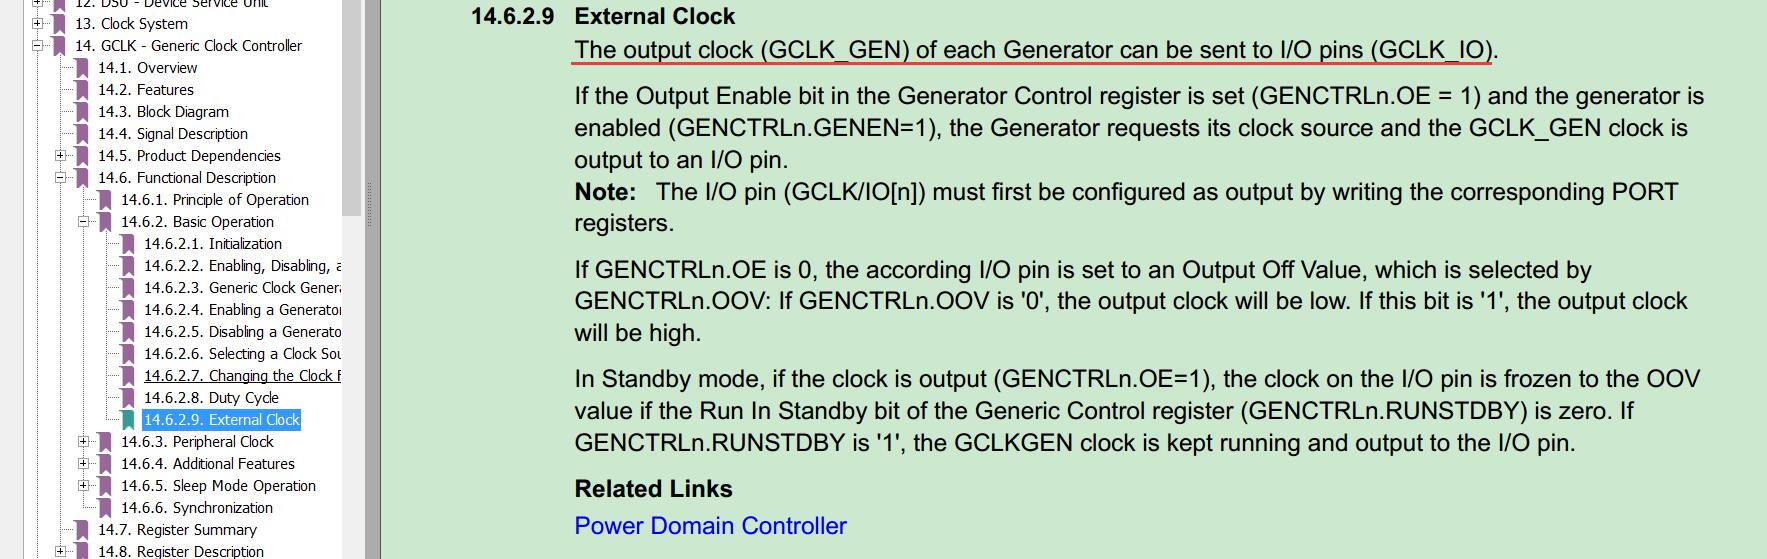 12. DSU - Device Service Unit
13. Clock System
14. GCLK - Generic Clock Controller
14.1. Overview
14.2. Features
14.3. Block Diagram
14.4. Signal Description
14.5. Product Dependencies
14.6. Functional Description
14.6.1. Principle of Operation
14.6.2. Basic Operation
14.6.2.1. Initialization
14.6.2.2. Enabling, Disabling, a
14.6.2.3. Generic Clock Genera
14.6.2.4. Enabling a Generator
14.6.2.5. Disabling a Generato
14.6.2.6. Selecting a Clock Sou
14.6.2.7. Changing the Clock F
14.6.2.8. Duty Cycle
14.6.2.9. External Clock
14.6.3. Peripheral Clock
14.6.4. Additional Features
14.6.5. Sleep Mode Operation
14.6.6. Synchronization
14.7. Register Summary
14.8. Register Description
14.6.2.9 External Clock
The output clock (GCLK_GEN) of each Generator can be sent to I/O pins (GCLK_IO).
If the Output Enable bit in the Generator Control register is set (GENCTRLn.OE = 1) and the generator is
enabled (GENCTRLn.GENEN=1), the Generator requests its clock source and the GCLK_GEN clock is
output to an I/O pin.
Note: The I/O pin (GCLK/IO[n]) must first be configured as output by writing the corresponding PORT
registers.
If GENCTRLn.OE is 0, the according I/O pin is set to an Output Off Value, which is selected by
GENCTRLn.OOV: If GENCTRLn.OOV is '0', the output clock will be low. If this bit is '1', the output clock
will be high.
In Standby mode, if the clock is output (GENCTRLn.OE=1), the clock on the I/O pin is frozen to the OOV
value if the Run In Standby bit of the Generic Control register (GENCTRLn.RUNSTDBY) is zero. If
GENCTRLn.RUNSTDBY is '1', the GCLKGEN clock is kept running and output to the I/O pin.
Related Links
Power Domain Controller